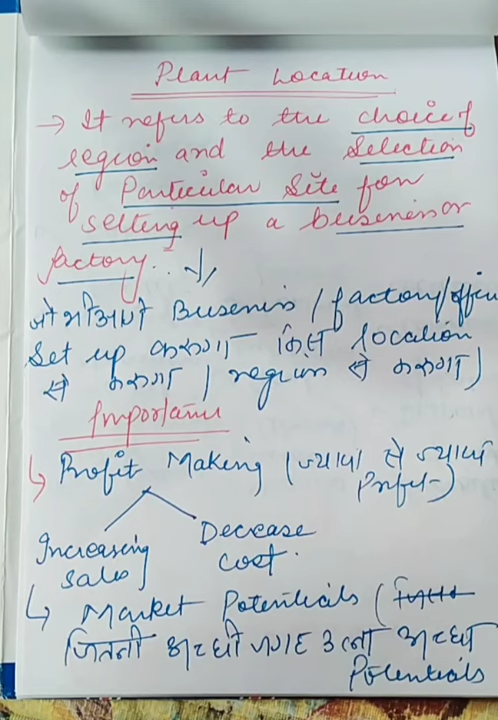 Plant Location
→ It refers to the choice of
region and the Selection
of Particular Site for
setting up a business or
factory..
जो भी अपने Business / factory/office
Set up करूंगा किस location
से करूंगा / region से करूंगा)
Importance
Profit Making (ज्यादा से ज्यादा
Profit)
Increasing
sales
Decrease
cost.
Market Potentials (
जितनी अच्छी जगह उतनी अच्छी
Potentials